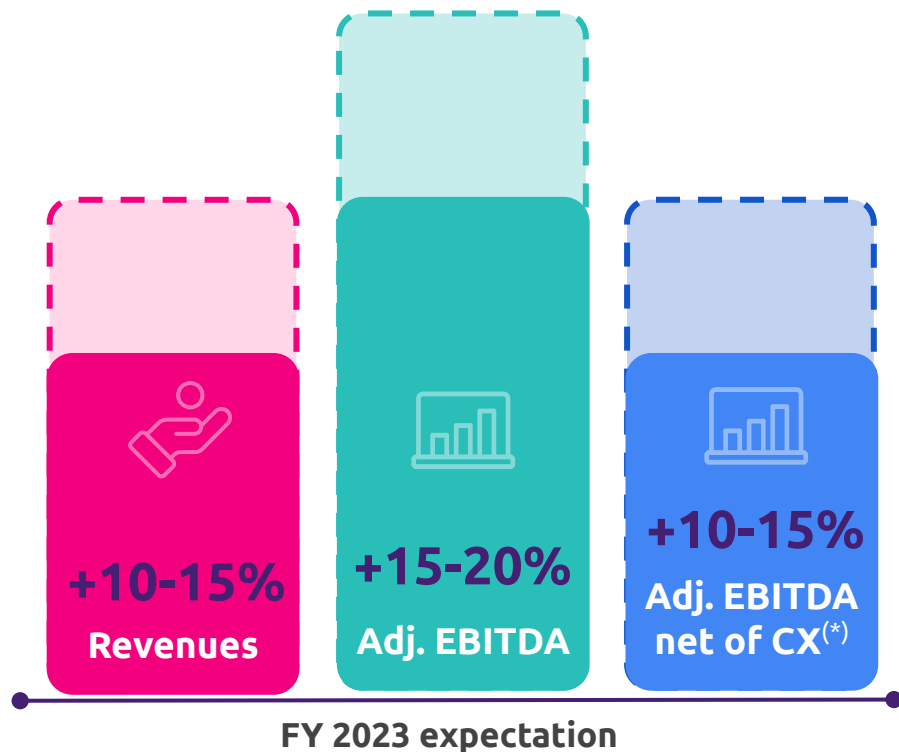 +10-15%
Revenues
+15-20%
Adj. EBITDA
+10-15%
Adj. EBITDA
net of CX(*)
FY 2023 expectation